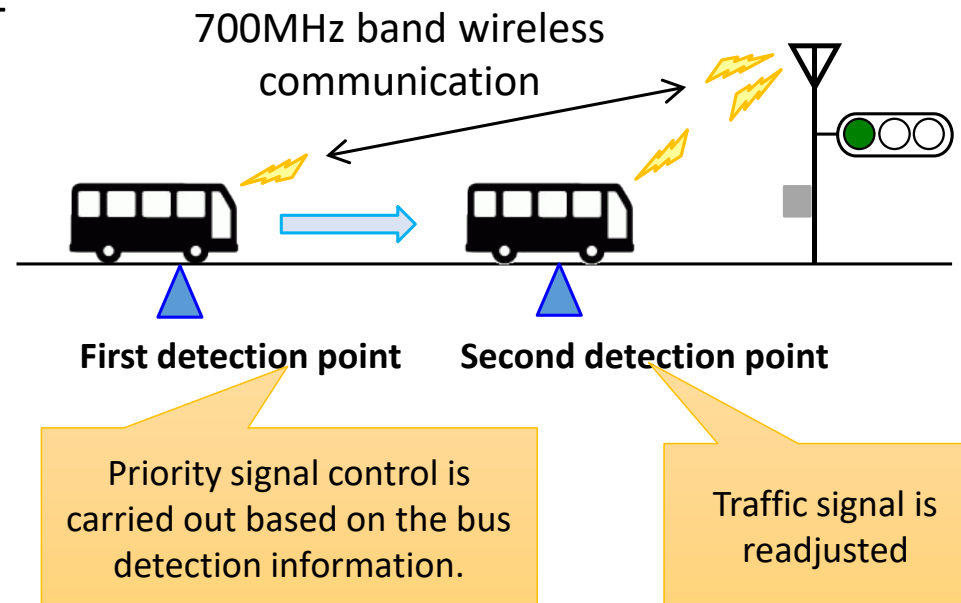 700MHz band wireless
communication
First detection point
Second detection point
Priority signal control is
carried out based on the bus
detection information.
Traffic signal is
readjusted